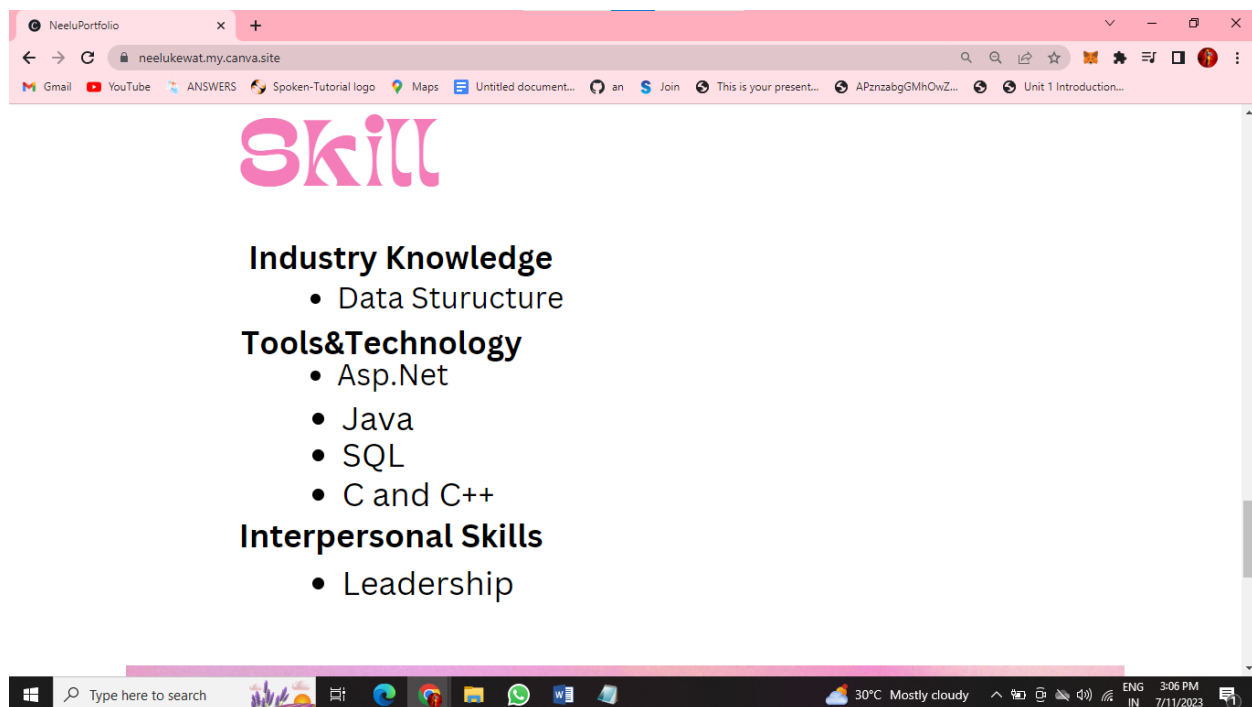 NeeluPortfolio
neelukewat.my.canva.site
Gmail YouTube ANSWERS Spoken-Tutorial logo Maps Untitled document... an Join This is your present... APznzabgGMhOwZ... Unit 1 Introduction...
Skill
Industry Knowledge
Data Sturucture
Tools&Technology
Asp.Net
Java
SQL
C and C++
Interpersonal Skills
Leadership
Type here to search 30°C Mostly cloudy ENG 3:06 PM
IN 7/11/2023